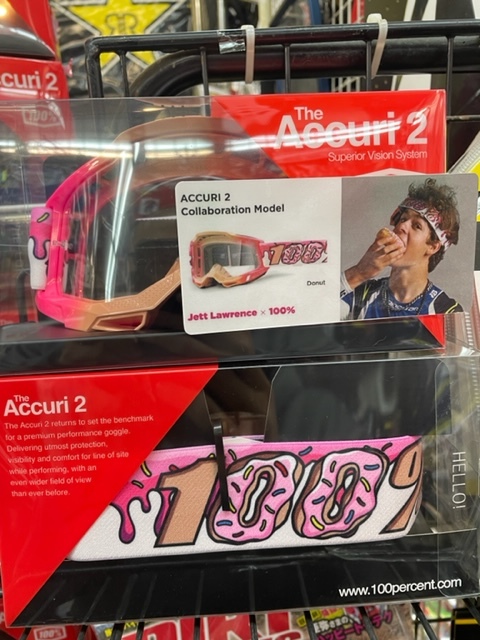 ccuri 2
100%
The
Accuri 2
Superior Vision System
ACCURI 2
Collaboration Model
100
Donut
Jett Lawrence × 100%
The
Accuri 2
The Accuri 2 returns to set the benchmark
for a premium performance goggle.
Delivering utmost protection,
visibility and comfort for line of site
while performing, with an
even wider field of view
than ever before.
100%
HELLO!
www.100percent.com